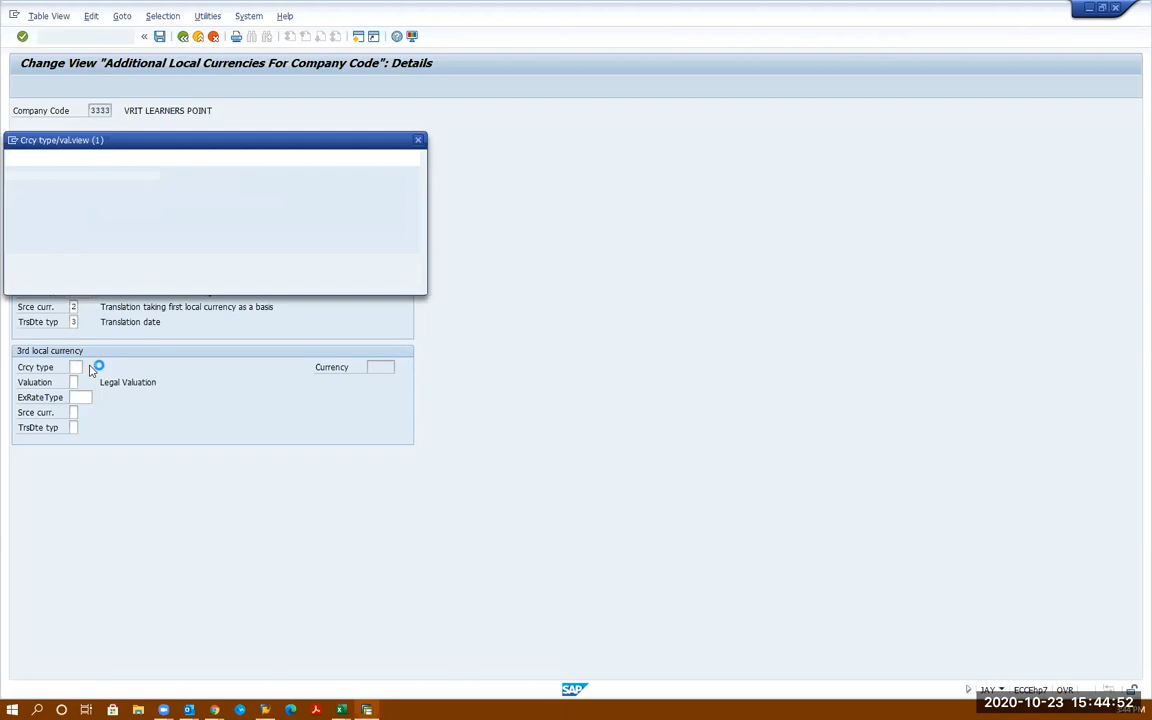 Table View Edit Goto Selection Utilities System Help
Change View "Additional Local Currencies For Company Code": Details
Company Code 3333 VRIT LEARNERS POINT
Crcy type/val.view (1)
Srce curr. 2 Translation taking first local currency as a basis
TrsDte typ 3 Translation date
3rd local currency
Crcy type Currency
Valuation Legal Valuation
ExRateType
Srce curr.
TrsDte typ
SAP
JAY ECCEhp7 OVR
2020-10-23 15:44:52